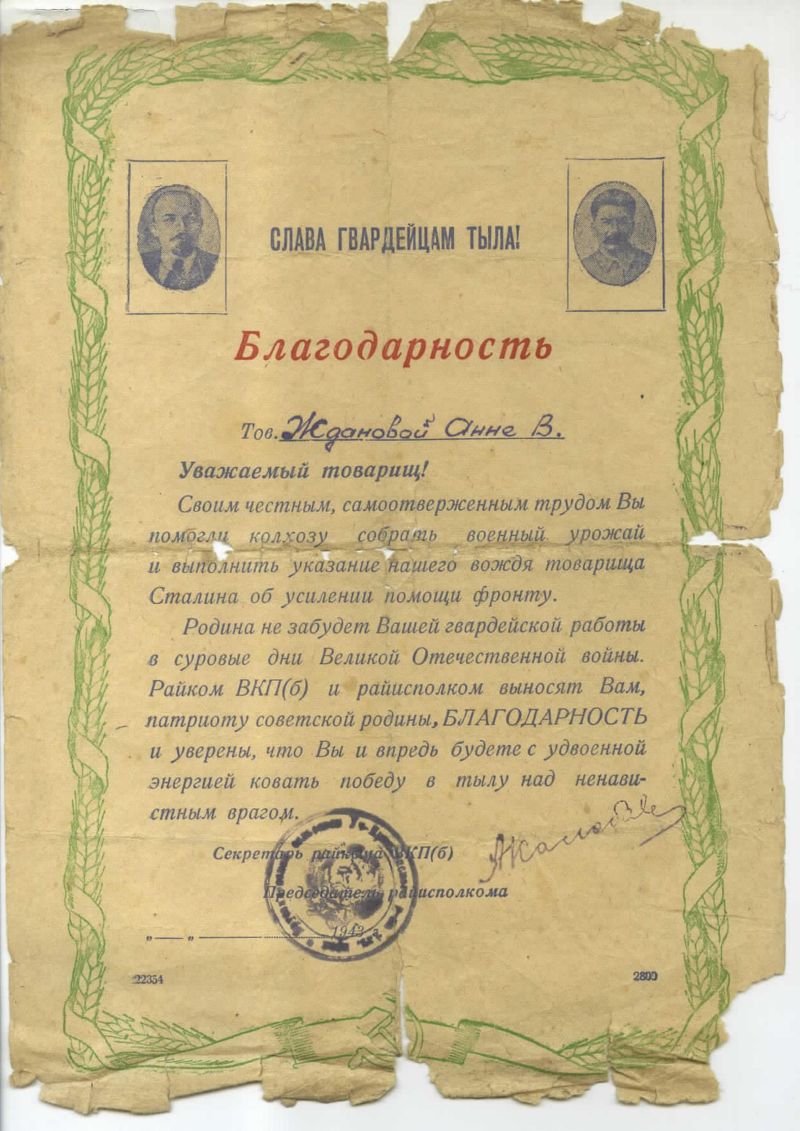 СЛАВА ГВАРДЕЙЦАМ ТЫЛА!
Благодарность
Тов. Ждановой Анне В.
Уважаемый товарищ!
Своим честным, самоотверженным трудом Вы
помогли колхозу собрать военный урожай
и выполнить указание нашего вождя товарища
Сталина об усилении помощи фронту.
Родина не забудет Вашей гвардейской работы
в суровые дни Великой Отечественной войны.
Райком ВКП(б) и райисполком выносят Вам,
патриоту советской родины, БЛАГОДАРНОСТЬ
и уверены, что Вы и впредь будете с удвоенной
энергией ковать победу в тылу над ненави-
стным врагом.
Секретарь райкома ВКП(б)
Председатель райисполкома
„ — „ 1943 г.
22354 2800